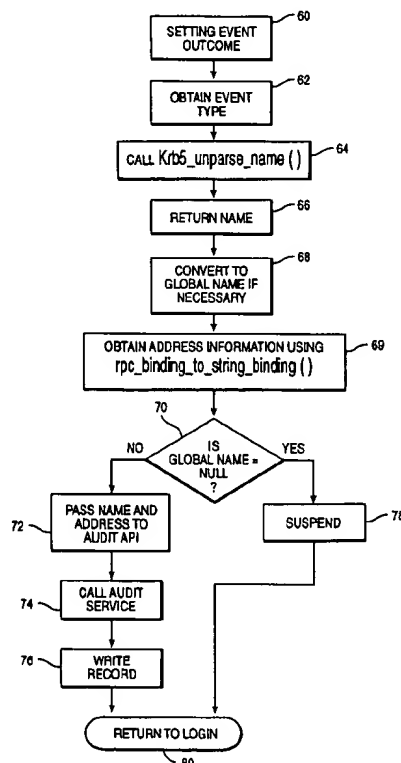 SETTING EVENT
OUTCOME
60
OBTAIN EVENT
TYPE
62
CALL Krb5_unparse_name ( )
64
RETURN NAME
66
CONVERT TO
GLOBAL NAME IF
NECESSARY
68
OBTAIN ADDRESS INFORMATION USING
rpc_binding_to_string_binding ( )
69
70
IS
GLOBAL NAME =
NULL
?
NO
YES
PASS NAME AND
ADDRESS TO
AUDIT API
72
SUSPEND
78
CALL AUDIT
SERVICE
74
WRITE
RECORD
76
RETURN TO LOGIN
80